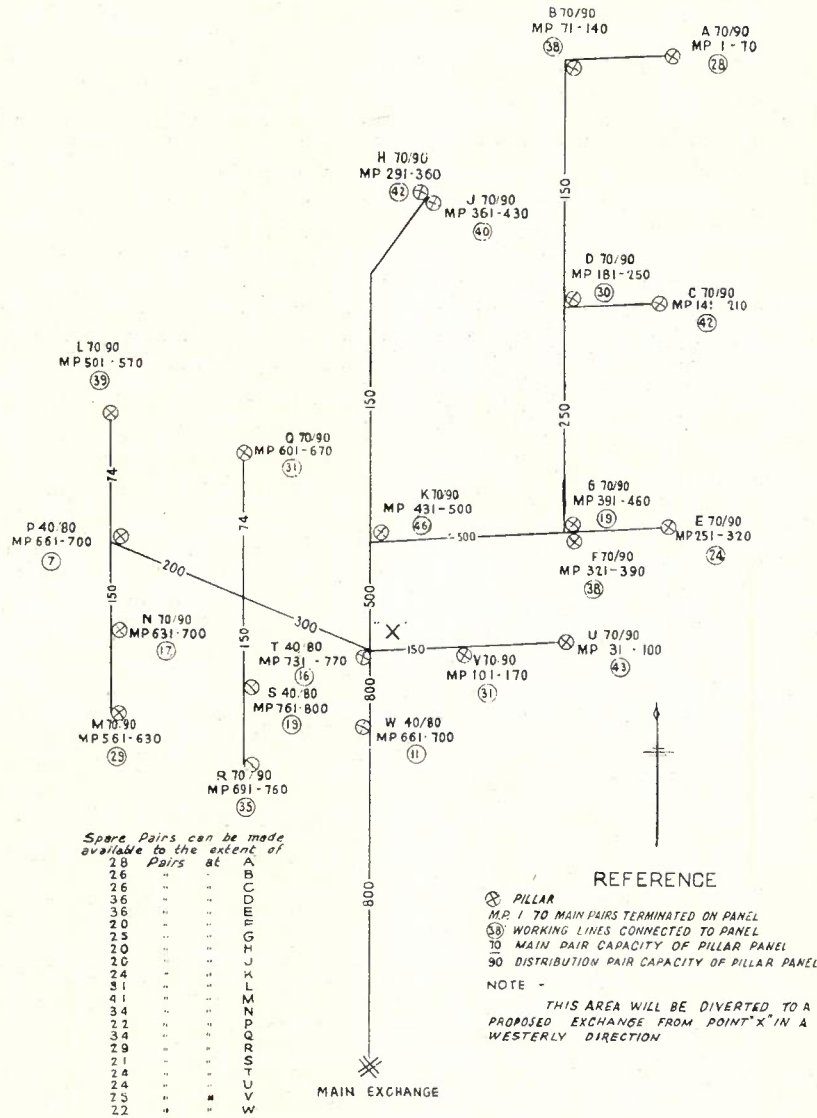 B 70/90
MP 71-140
38
A 70/90
MP 1-70
28
H 70/90
MP 291-360
42
J 70/90
MP 361-430
40
150
D 70/90
MP 181-250
30
C 70/90
MP 141 210
42
L 70 90
MP 501-570
39
150
250
Q 70/90
MP 601-670
31
74
74
K 70/90
MP 431-500
46
G 70/90
MP 391-460
19
E 70/90
MP 251-320
24
P 40/80
MP 661-700
7
500
F 70/90
MP 321-390
38
200
150
500
N 70/90
MP 631-700
17
300
"X"
150
T 40/80
MP 731-770
16
150
V 70 90
MP 101-170
31
U 70/90
MP 31-100
43
S 40/80
MP 761-800
19
800
M 70 90
MP 561-630
29
W 40/80
MP 661-700
11
R 70/90
MP 691-760
35
Spare Pairs can be made
available to the extent of
28 Pairs at A
26 " " B
26 " " C
36 " " D
36 " " E
20 " " F
25 " " G
20 " " H
20 " " J
24 " " K
31 " " L
41 " " M
34 " " N
22 " " P
34 " " Q
29 " " R
21 " " S
24 " " T
24 " " U
25 " " V
22 " " W
800
MAIN EXCHANGE
REFERENCE
PILLAR
M.P. 1 70 MAIN PAIRS TERMINATED ON PANEL
38 WORKING LINES CONNECTED TO PANEL
70 MAIN PAIR CAPACITY OF PILLAR PANEL
90 DISTRIBUTION PAIR CAPACITY OF PILLAR PANEL
NOTE -
THIS AREA WILL BE DIVERTED TO A
PROPOSED EXCHANGE FROM POINT "X" IN A
WESTERLY DIRECTION